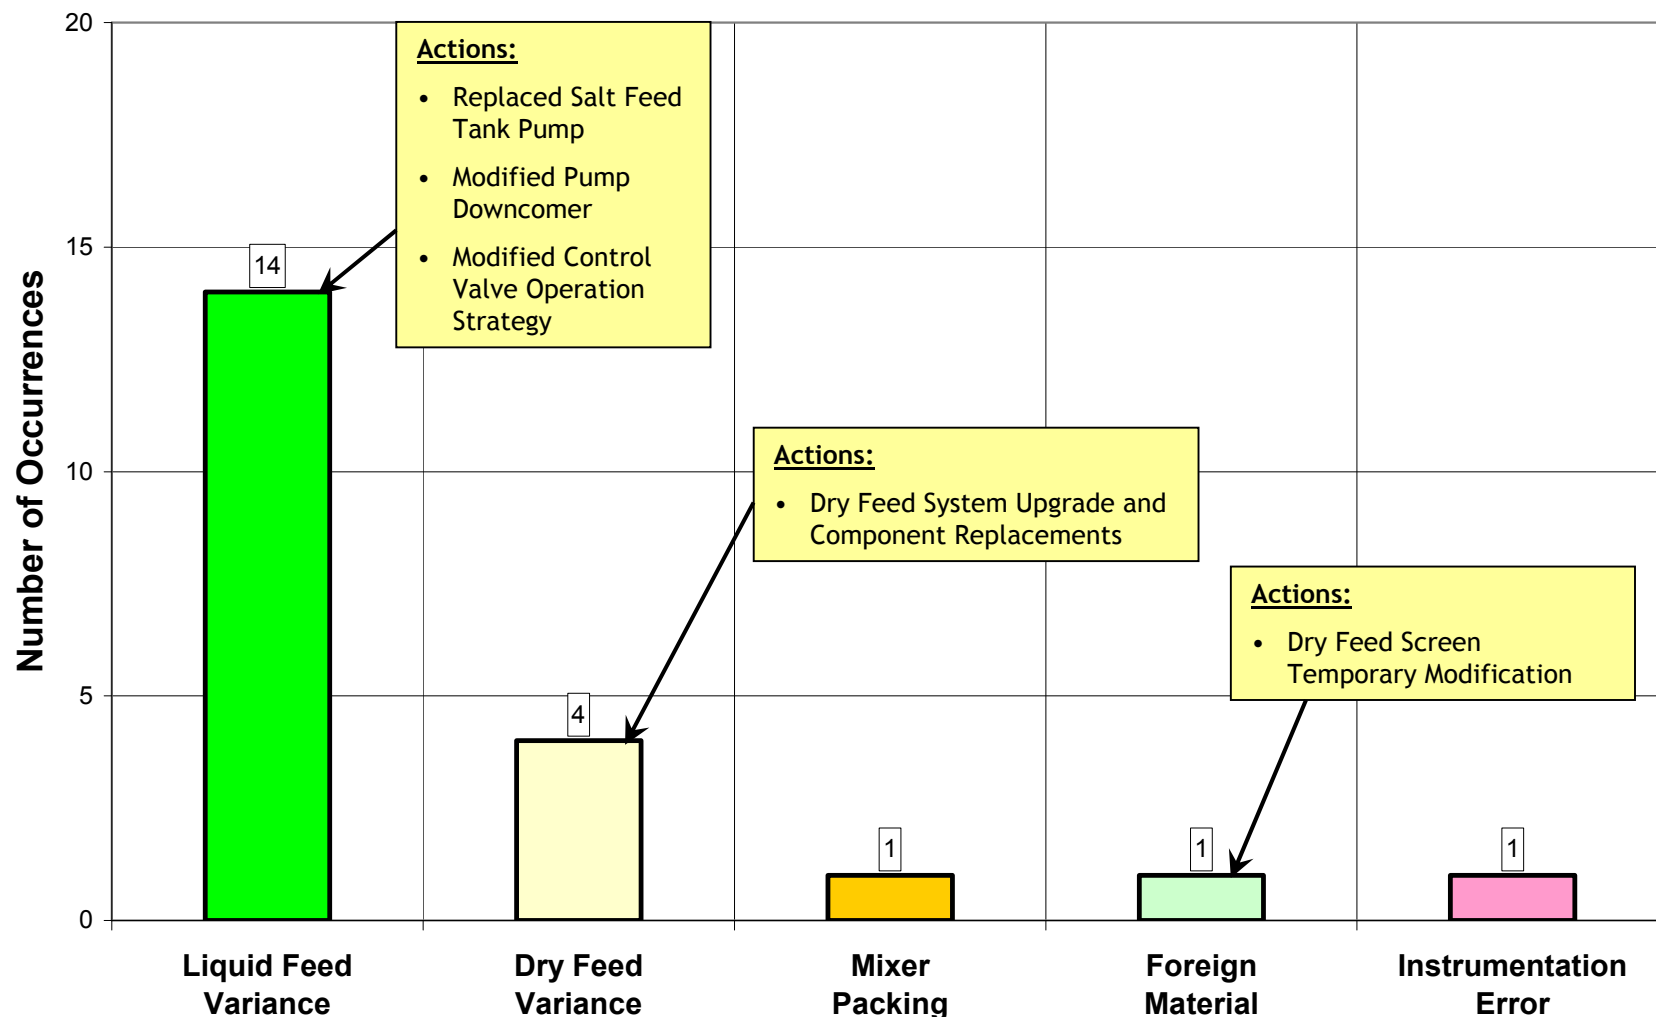 20
15
10
5
0
Number of Occurrences
Actions:
• Replaced Salt Feed
Tank Pump
• Modified Pump
Downcomer
• Modified Control
Valve Operation
Strategy
Actions:
• Dry Feed System Upgrade and
Component Replacements
Actions:
• Dry Feed Screen
Temporary Modification
14
4
1
1
1
Liquid Feed
Variance
Dry Feed
Variance
Mixer
Packing
Foreign
Material
Instrumentation
Error